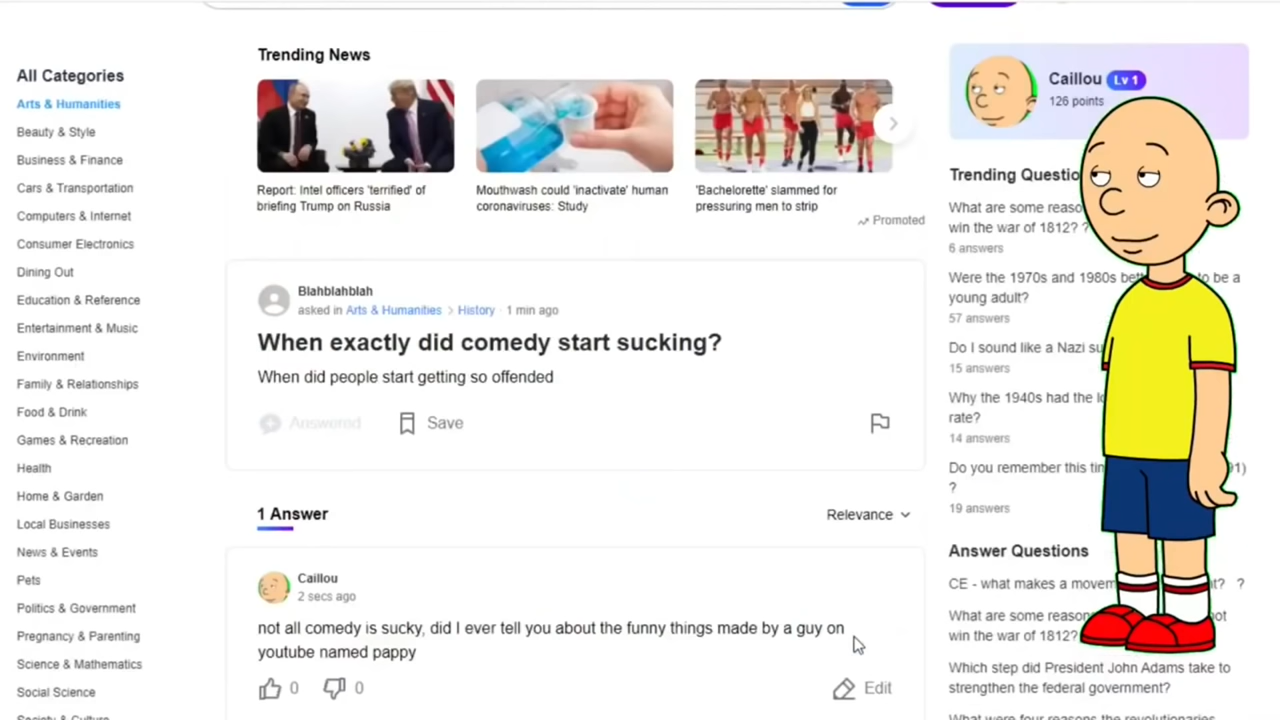 All Categories
Arts & Humanities
Beauty & Style
Business & Finance
Cars & Transportation
Computers & Internet
Consumer Electronics
Dining Out
Education & Reference
Entertainment & Music
Environment
Family & Relationships
Food & Drink
Games & Recreation
Health
Home & Garden
Local Businesses
News & Events
Pets
Politics & Government
Pregnancy & Parenting
Science & Mathematics
Social Science
Society & Culture
Trending News
Report: Intel officers 'terrified' of
briefing Trump on Russia
Mouthwash could 'inactivate' human
coronaviruses: Study
'Bachelorette' slammed for
pressuring men to strip
Promoted
Blahblahblah
asked in Arts & Humanities > History · 1 min ago
When exactly did comedy start sucking?
When did people start getting so offended
Answered
Save
1 Answer
Relevance
Caillou
2 secs ago
not all comedy is sucky, did I ever tell you about the funny things made by a guy on
youtube named pappy
0
0
Edit
Caillou Lv 1
126 points
Trending
What are some
win the war of 1812? ?
6 answers
Were the 1970s and 1980s to be a
young adult?
57 answers
Do I sound like a Nazi
15 answers
Why the 1940s had the
rate?
14 answers
Do you remember this
?
19 answers
Answer Questions
CE - what makes a ?
What are some
win the war of 1812?
Which step did President John Adams take to
strengthen the federal government?
What were four reasons the revolutionaries